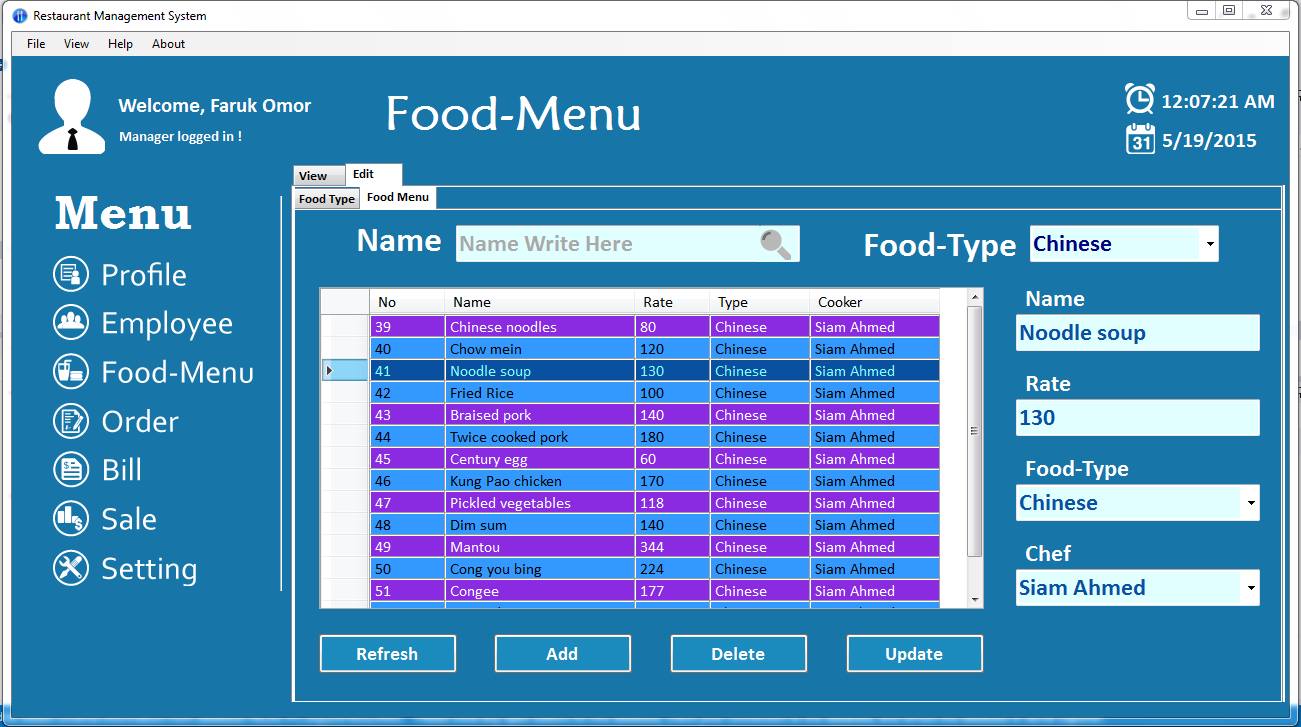 Restaurant Management System
File View Help About
Welcome, Faruk Omor
Manager logged in !
Food-Menu
12:07:21 AM
31 5/19/2015
Menu
Profile
Employee
Food-Menu
Order
Bill
Sale
Setting
View Edit
Food Type Food Menu
Name Name Write Here Food-Type Chinese
No Name Rate Type Cooker
39 Chinese noodles 80 Chinese Siam Ahmed
40 Chow mein 120 Chinese Siam Ahmed
41 Noodle soup 130 Chinese Siam Ahmed
42 Fried Rice 100 Chinese Siam Ahmed
43 Braised pork 140 Chinese Siam Ahmed
44 Twice cooked pork 180 Chinese Siam Ahmed
45 Century egg 60 Chinese Siam Ahmed
46 Kung Pao chicken 170 Chinese Siam Ahmed
47 Pickled vegetables 118 Chinese Siam Ahmed
48 Dim sum 140 Chinese Siam Ahmed
49 Mantou 344 Chinese Siam Ahmed
50 Cong you bing 224 Chinese Siam Ahmed
51 Congee 177 Chinese Siam Ahmed
Name
Noodle soup
Rate
130
Food-Type
Chinese
Chef
Siam Ahmed
Refresh Add Delete Update